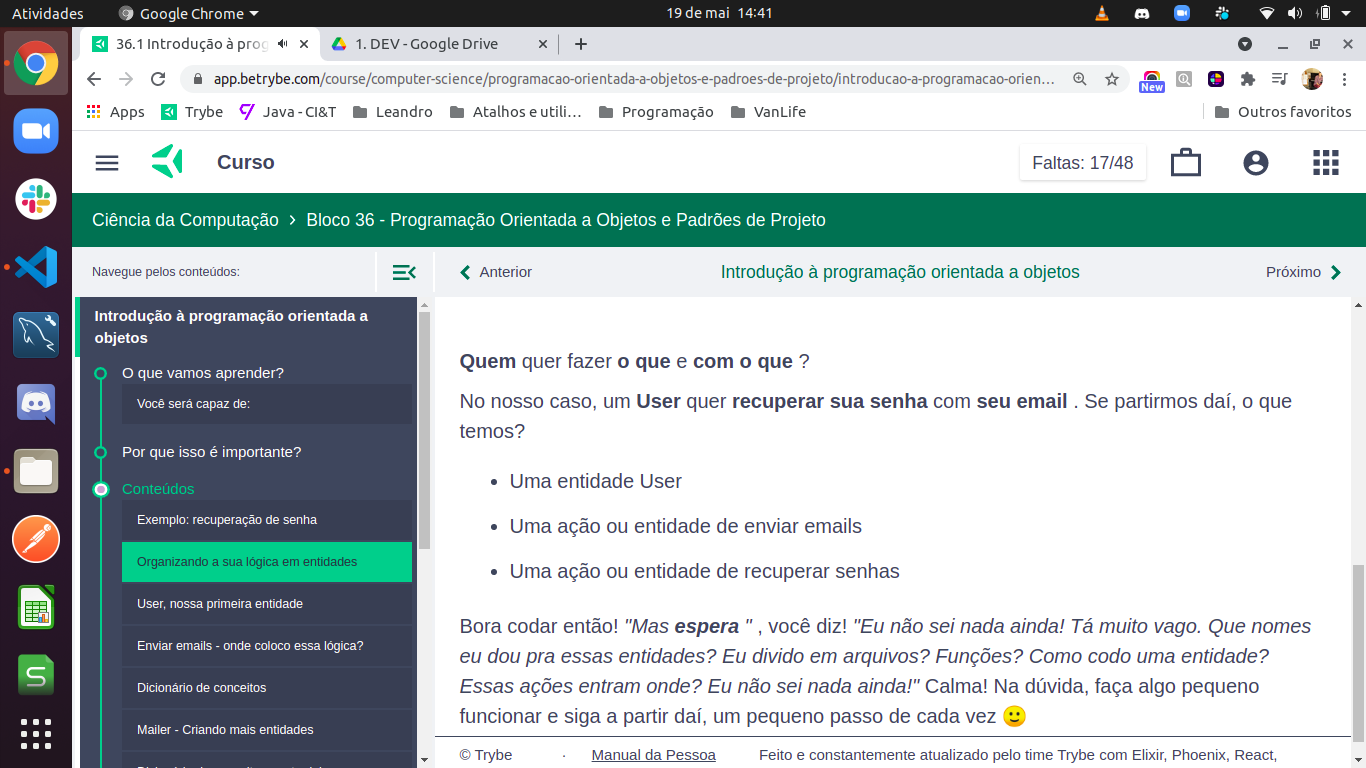 Atividades
Google Chrome
19 de mai 14:41
36.1 Introdução à prog
1. DEV - Google Drive
app.betrybe.com/course/computer-science/programacao-orientada-a-objetos-e-padroes-de-projeto/introducao-a-programacao-orien…
New
Apps
Trybe
Java - CI&T
Leandro
Atalhos e utili…
Programação
VanLife
Outros favoritos
Curso
Faltas: 17/48
Ciência da Computação
Bloco 36 - Programação Orientada a Objetos e Padrões de Projeto
Navegue pelos conteúdos:
Anterior
Introdução à programação orientada a objetos
Próximo
Introdução à programação orientada a
objetos
O que vamos aprender?
Você será capaz de:
Por que isso é importante?
Conteúdos
Exemplo: recuperação de senha
Organizando a sua lógica em entidades
User, nossa primeira entidade
Enviar emails - onde coloco essa lógica?
Dicionário de conceitos
Mailer - Criando mais entidades
Quem quer fazer o que e com o que ?
No nosso caso, um User quer recuperar sua senha com seu email . Se partirmos daí, o que
temos?
• Uma entidade User
• Uma ação ou entidade de enviar emails
• Uma ação ou entidade de recuperar senhas
Bora codar então! "Mas espera " , você diz! "Eu não sei nada ainda! Tá muito vago. Que nomes
eu dou pra essas entidades? Eu divido em arquivos? Funções? Como codo uma entidade?
Essas ações entram onde? Eu não sei nada ainda!" Calma! Na dúvida, faça algo pequeno
funcionar e siga a partir daí, um pequeno passo de cada vez 🙂
© Trybe · Manual da Pessoa
Feito e constantemente atualizado pelo time Trybe com Elixir, Phoenix, React,